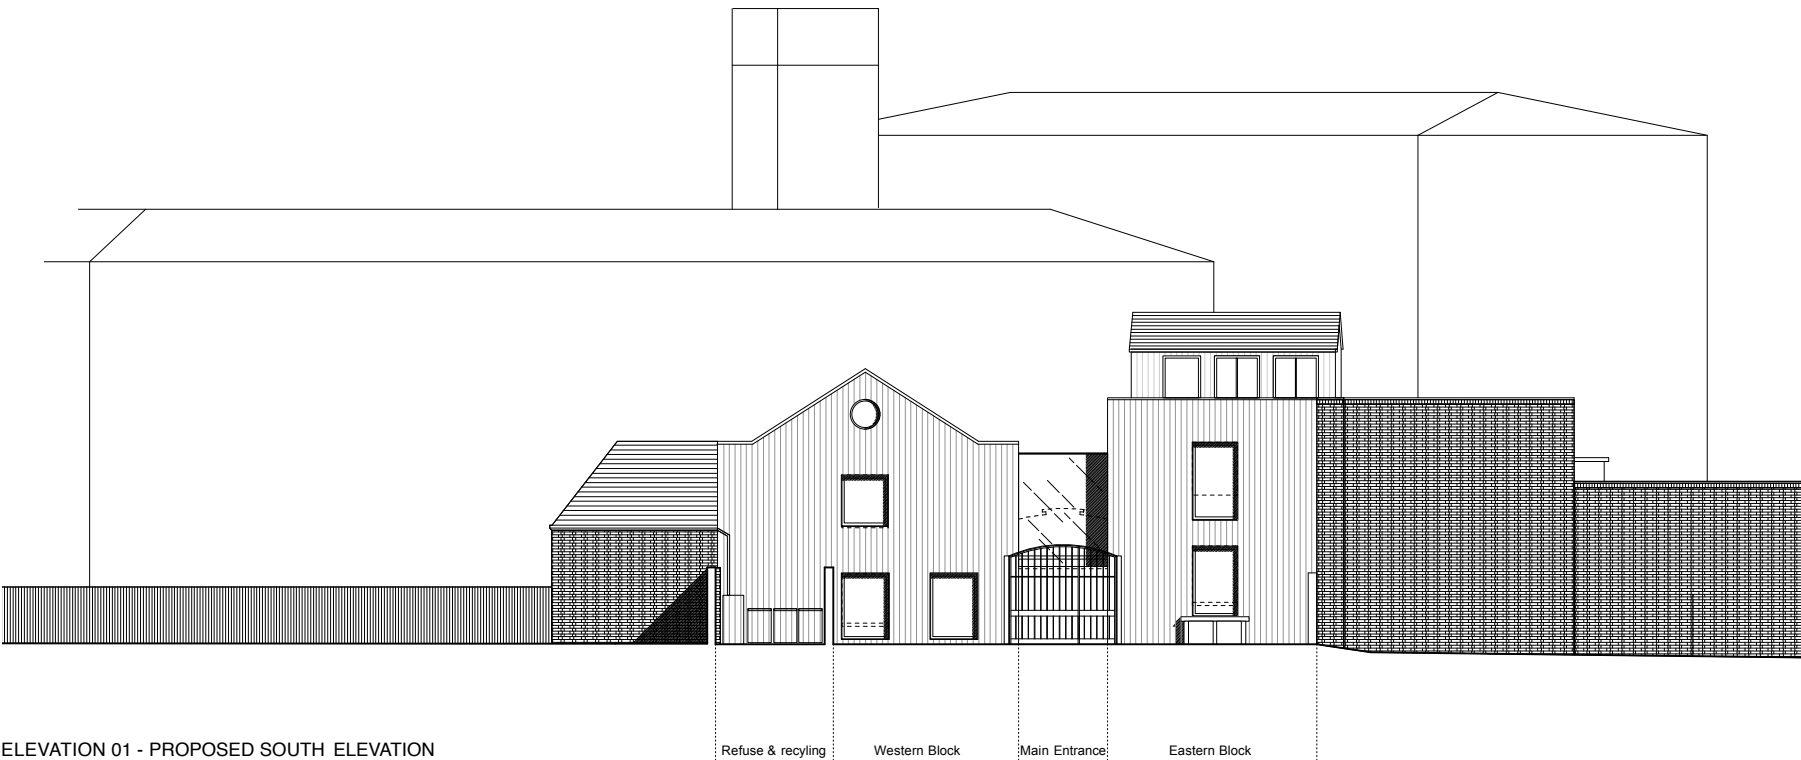 ELEVATION 01 - PROPOSED SOUTH ELEVATION
Refuse & recyling
Western Block
Main Entrance
Eastern Block